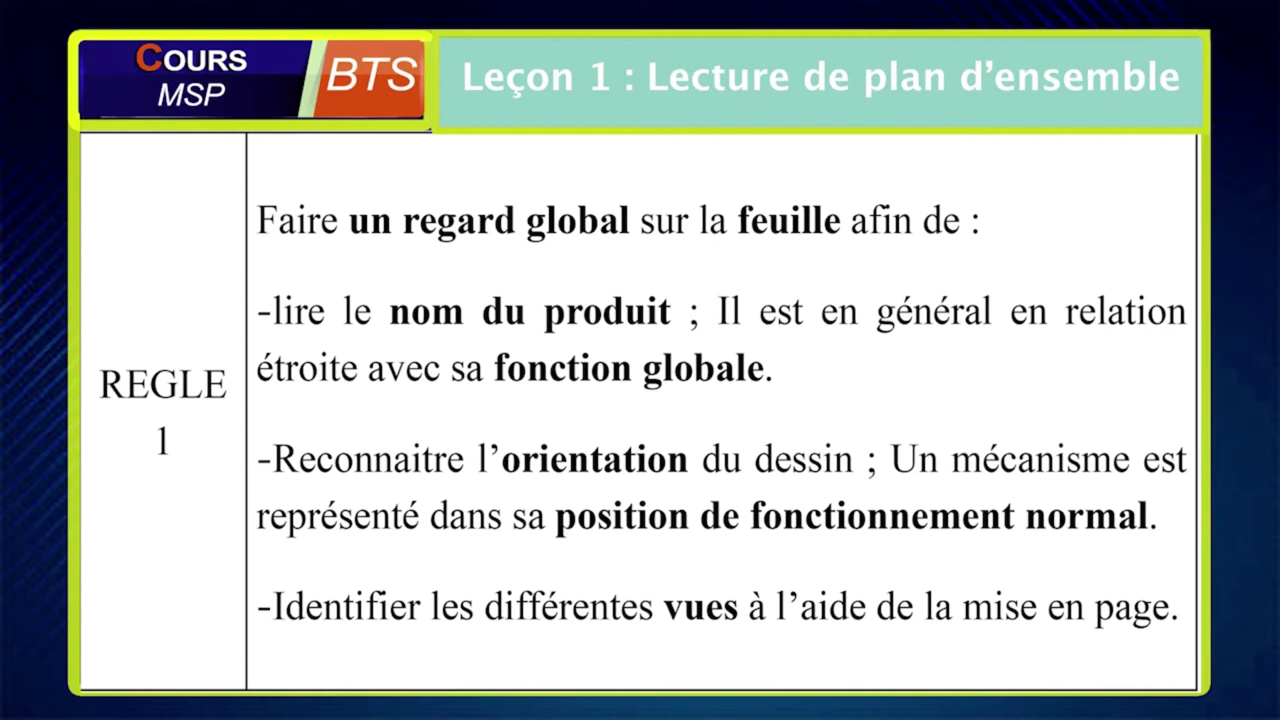 COURS
MSP
BTS
Leçon 1 : Lecture de plan d’ensemble
REGLE
1
Faire un regard global sur la feuille afin de :
-lire le nom du produit ; Il est en général en relation
étroite avec sa fonction globale.
-Reconnaitre l’orientation du dessin ; Un mécanisme est
représenté dans sa position de fonctionnement normal.
-Identifier les différentes vues à l’aide de la mise en page.